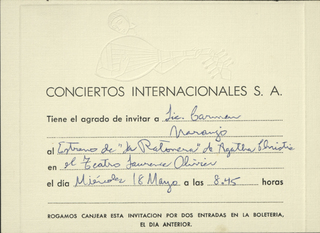 CONCIERTOS INTERNACIONALES S. A.
Tiene el agrado de invitar a Lic. Carmen
Naranjo
al Estreno de "La Ratonera" de Agatha Christie
en el Teatro Laurence Olivier
el día Miércoles 18 Mayo a las 8:45 horas
ROGAMOS CANJEAR ESTA INVITACION POR DOS ENTRADAS EN LA BOLETERIA,
EL DIA ANTERIOR.